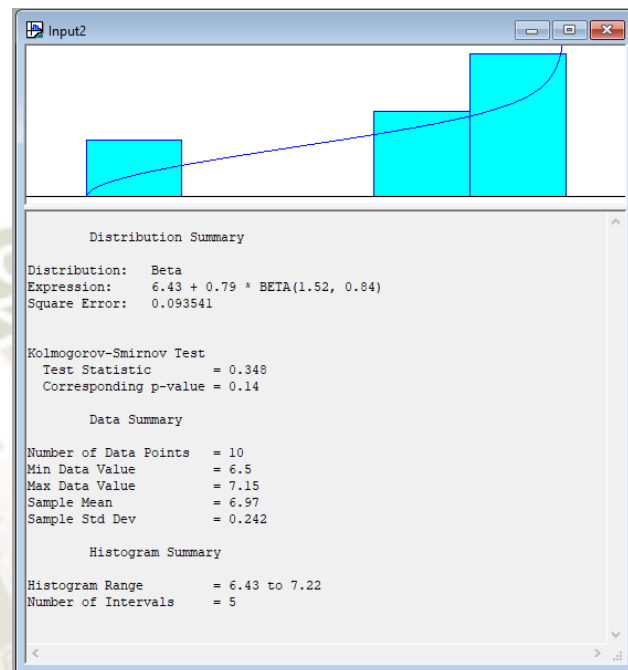 Input2
Distribution Summary
Distribution: Beta
Expression: 6.43 + 0.79 * BETA(1.52, 0.84)
Square Error: 0.093541
Kolmogorov-Smirnov Test
Test Statistic = 0.348
Corresponding p-value = 0.14
Data Summary
Number of Data Points = 10
Min Data Value = 6.5
Max Data Value = 7.15
Sample Mean = 6.97
Sample Std Dev = 0.242
Histogram Summary
Histogram Range = 6.43 to 7.22
Number of Intervals = 5